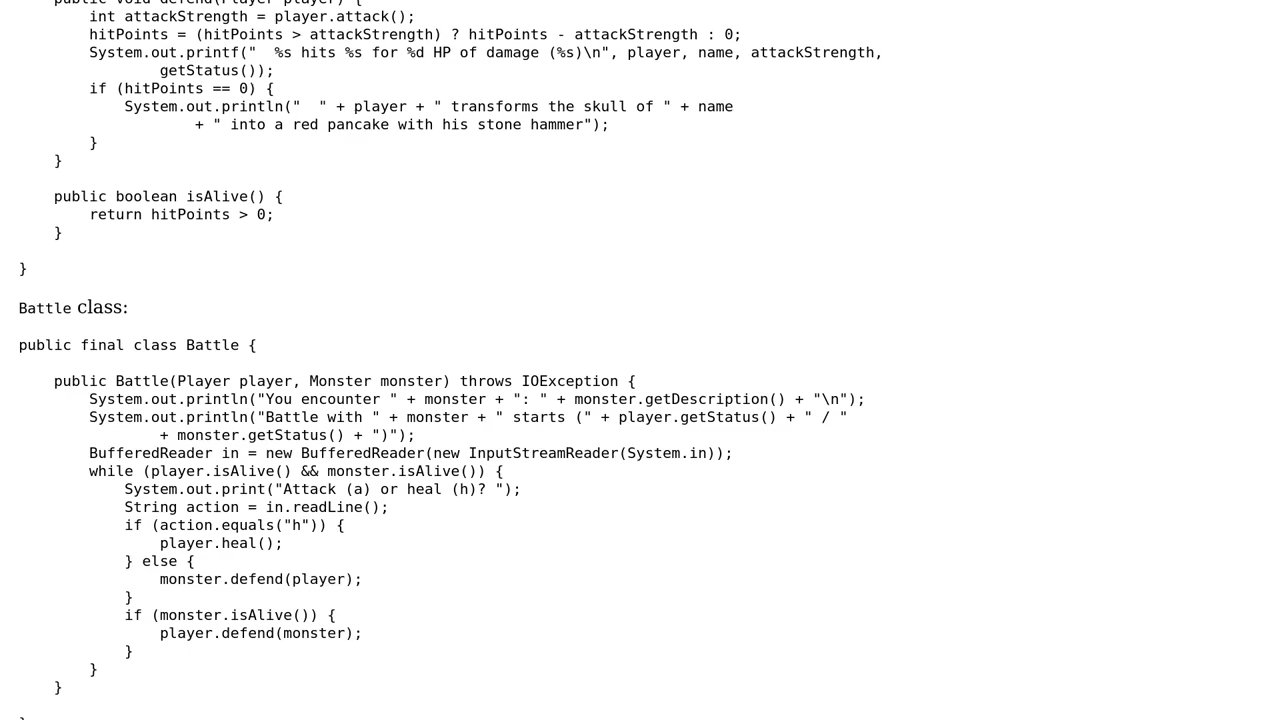 public void defend(Player player) {
        int attackStrength = player.attack();
        hitPoints = (hitPoints > attackStrength) ? hitPoints - attackStrength : 0;
        System.out.printf("  %s hits %s for %d HP of damage (%s)\n", player, name, attackStrength,
                getStatus());
        if (hitPoints == 0) {
            System.out.println("  " + player + " transforms the skull of " + name
                    + " into a red pancake with his stone hammer");
        }
    }

    public boolean isAlive() {
        return hitPoints > 0;
    }

}

Battle class:

public final class Battle {

    public Battle(Player player, Monster monster) throws IOException {
        System.out.println("You encounter " + monster + ": " + monster.getDescription() + "\n");
        System.out.println("Battle with " + monster + " starts (" + player.getStatus() + " / "
                + monster.getStatus() + ")");
        BufferedReader in = new BufferedReader(new InputStreamReader(System.in));
        while (player.isAlive() && monster.isAlive()) {
            System.out.print("Attack (a) or heal (h)? ");
            String action = in.readLine();
            if (action.equals("h")) {
                player.heal();
            } else {
                monster.defend(player);
            }
            if (monster.isAlive()) {
                player.defend(monster);
            }
        }
    }

}